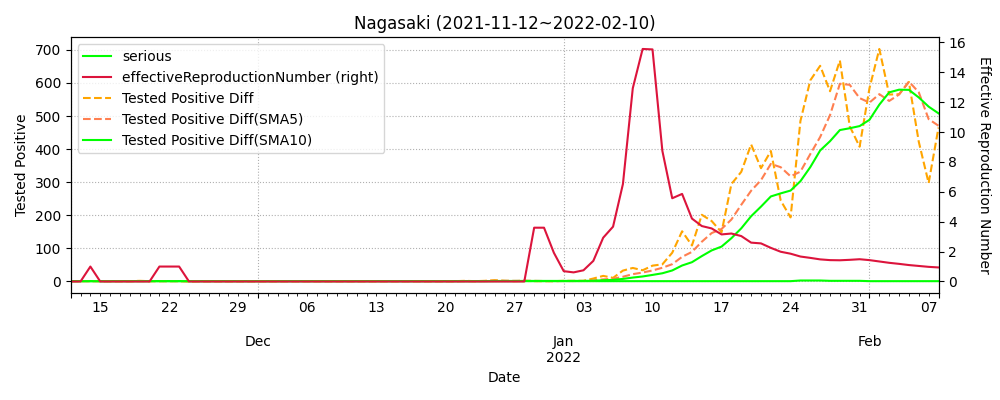 Nagasaki (2021-11-12~2022-02-10)
serious
effectiveReproductionNumber (right)
Tested Positive Diff
Tested Positive Diff(SMA5)
Tested Positive Diff(SMA10)
Tested Positive
700
600
500
400
300
200
100
0
16
14
12
10
8
6
4
2
0
Effective Reproduction Number
15 22 29 06 13 20 27 03 10 17 24 31 07
Dec Jan Feb
2022
Date